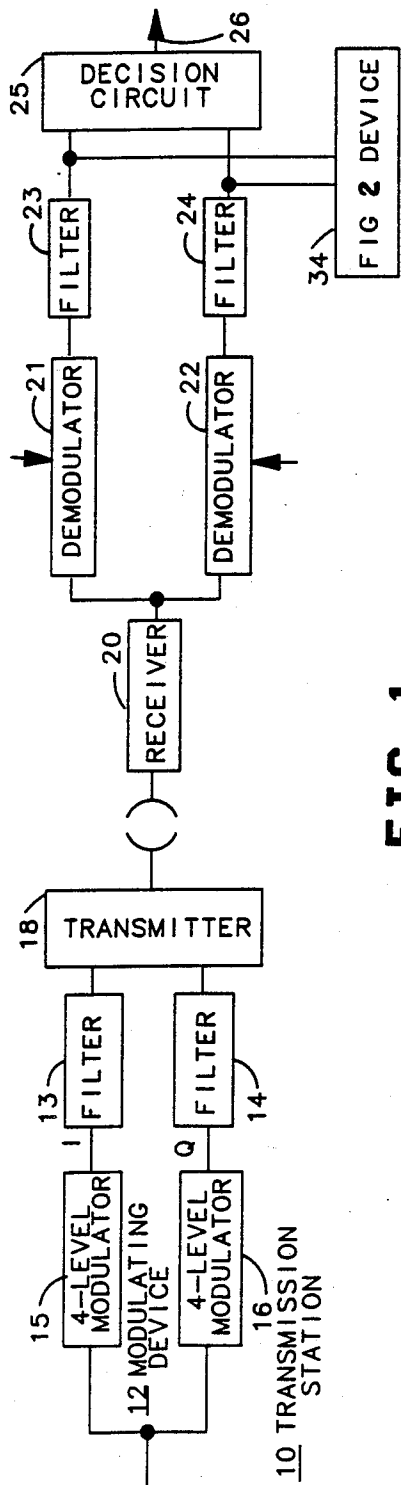 15
4-LEVEL
MODULATOR
I
13
FILTER
12 MODULATING
DEVICE
4-LEVEL
MODULATOR
16
Q
FILTER
14
10 TRANSMISSION
STATION
18
TRANSMITTER
RECEIVER
20
DEMODULATOR
21
DEMODULATOR
22
FILTER
23
FILTER
24
25
DECISION
CIRCUIT
26
34
FIG 2 DEVICE
FIG 1